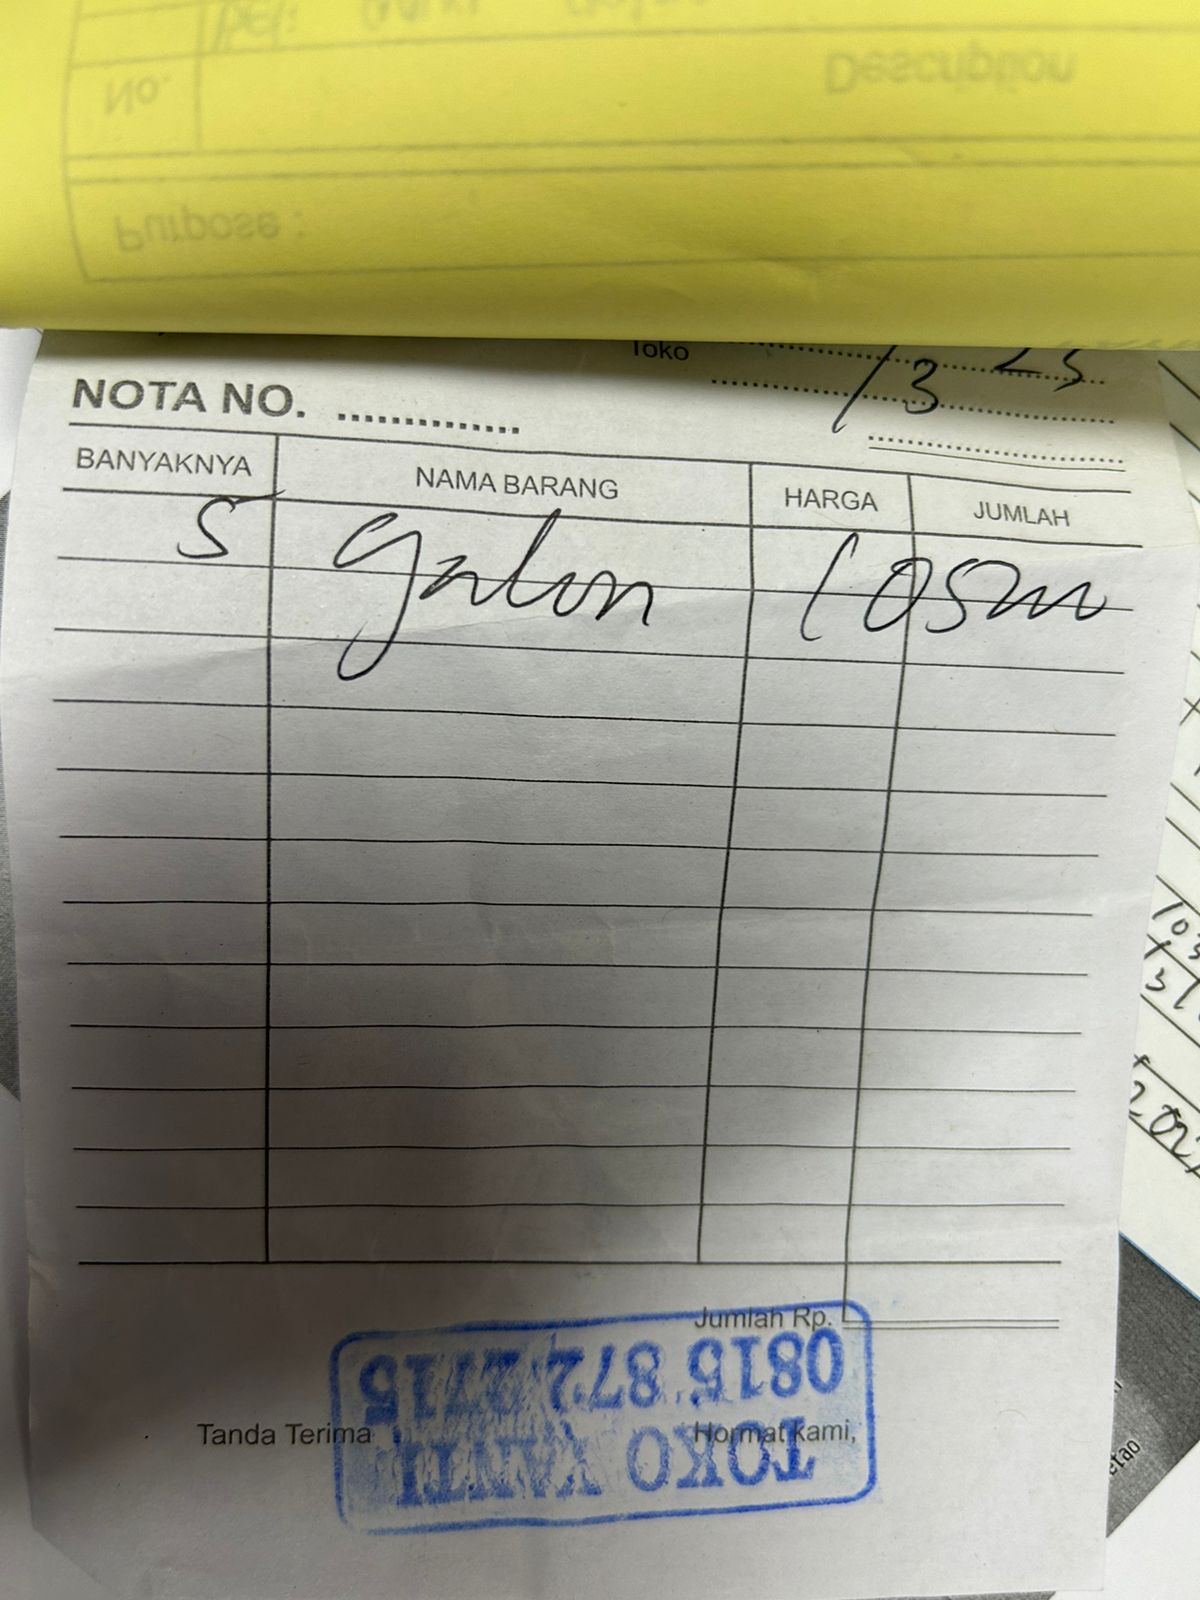 Description
No.
Purpose :
Toko
/3 25
NOTA NO. ..............
BANYAKNYA NAMA BARANG HARGA JUMLAH
5 galon 105
Jumlah Rp.
Tanda Terima Hormat kami,
TOKO YANTI
0815 872 2715